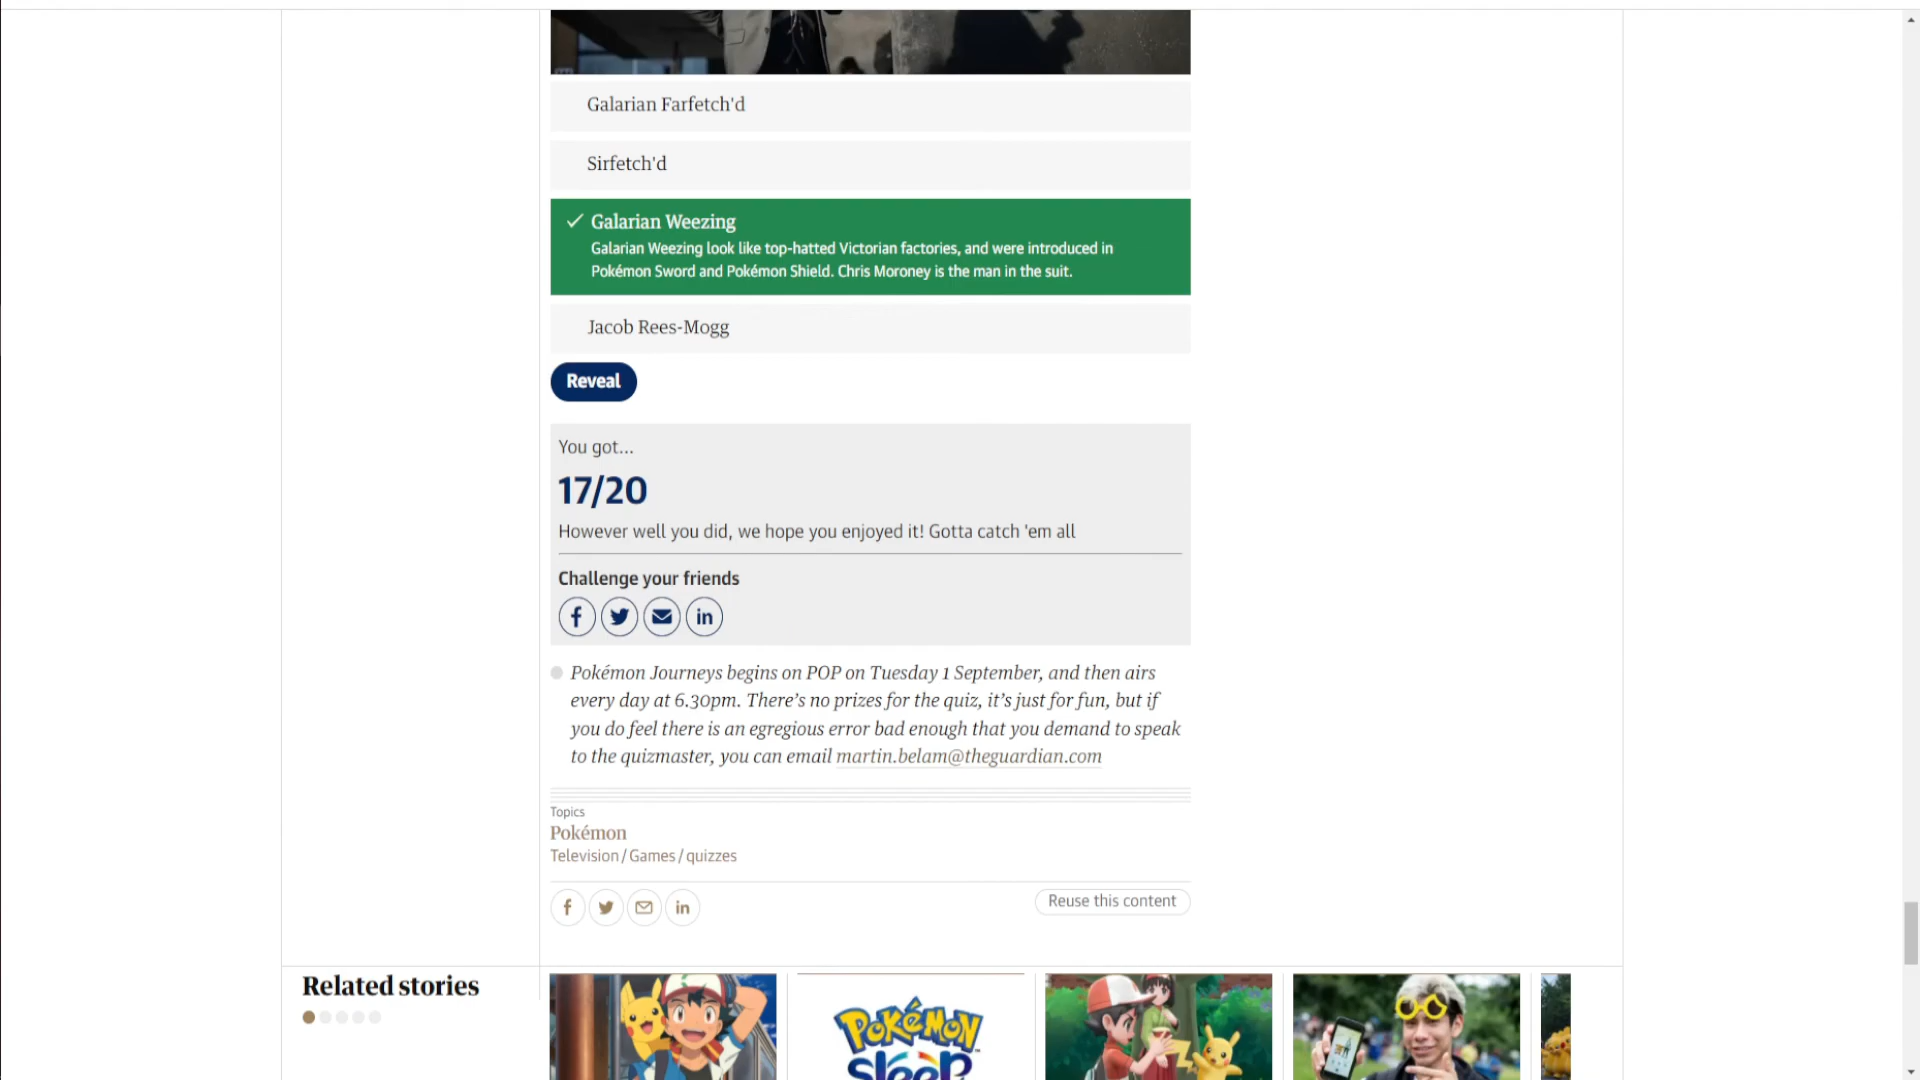 Galarian Farfetch'd
Sirfetch'd
Galarian Weezing
Galarian Weezing look like top-hatted Victorian factories, and were introduced in
Pokémon Sword and Pokémon Shield. Chris Moroney is the man in the suit.
Jacob Rees-Mogg
Reveal
You got...
17/20
However well you did, we hope you enjoyed it! Gotta catch 'em all
Challenge your friends
Pokémon Journeys begins on POP on Tuesday 1 September, and then airs
every day at 6.30pm. There’s no prizes for the quiz, it’s just for fun, but if
you do feel there is an egregious error bad enough that you demand to speak
to the quizmaster, you can email martin.belam@theguardian.com
Topics
Pokémon
Television / Games / quizzes
Reuse this content
Related stories
POKéMON
Sleep